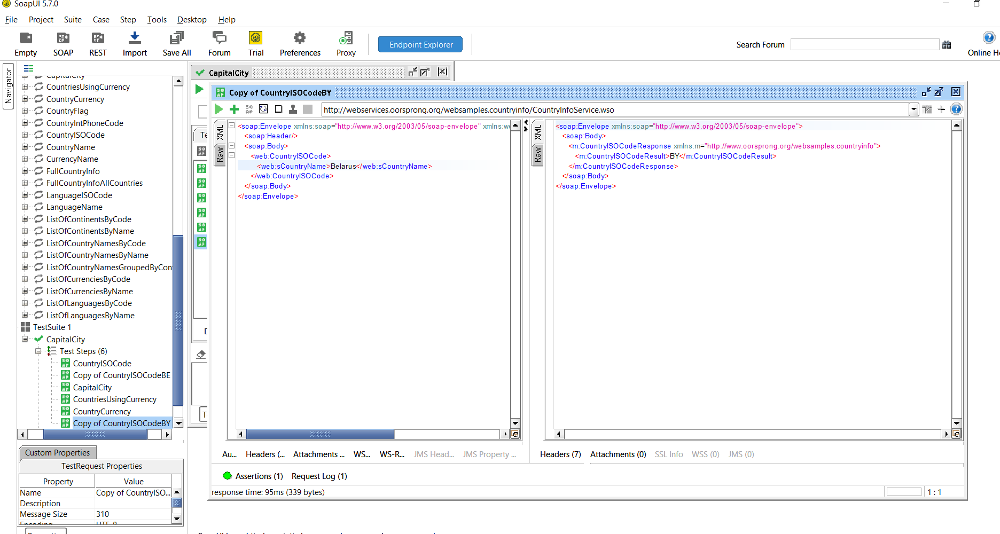 SoapUI 5.7.0
File Project Suite Case Step Tools Desktop Help
Empty SOAP REST Import Save All Forum Trial Preferences Proxy Endpoint Explorer Search Forum Online
Navigator
CapitalCity
CountriesUsingCurrency
CountryCurrency
CountryFlag
CountryIntPhoneCode
CountryISOCode
CountryName
CurrencyName
FullCountryInfo
FullCountryInfoAllCountries
LanguageISOCode
LanguageName
ListOfContinentsByCode
ListOfContinentsByName
ListOfCountryNamesByCode
ListOfCountryNamesByName
ListOfCountryNamesGroupedByCon
ListOfCurrenciesByCode
ListOfCurrenciesByName
ListOfLanguagesByCode
ListOfLanguagesByName
TestSuite 1
CapitalCity
Test Steps (6)
CountryISOCode
Copy of CountryISOCodeBE
CapitalCity
CountriesUsingCurrency
CountryCurrency
Copy of CountryISOCodeBY
Custom Properties
TestRequest Properties
Property Value
Name Copy of CountryISO...
Description
Message Size 310
Encoding UTF-8
CapitalCity
Copy of CountryISOCodeBY
http://webservices.oorsprong.org/websamples.countryinfo/CountryInfoService.wso
XML
Raw
<soap:Envelope xmlns:soap="http://www.w3.org/2003/05/soap-envelope" xmlns:we
<soap:Header/>
<soap:Body>
<web:CountryISOCode>
<web:sCountryName>Belarus</web:sCountryName>
</web:CountryISOCode>
</soap:Body>
</soap:Envelope>
XML
Raw
<soap:Envelope xmlns:soap="http://www.w3.org/2003/05/soap-envelope">
<soap:Body>
<m:CountryISOCodeResponse xmlns:m="http://www.oorsprong.org/websamples.countryinfo">
<m:CountryISOCodeResult>BY</m:CountryISOCodeResult>
</m:CountryISOCodeResponse>
</soap:Body>
</soap:Envelope>
Au... Headers (... Attachments ... WS... WS-R... JMS Head... JMS Property ...
Headers (7) Attachments (0) SSL Info WSS (0) JMS (0)
Assertions (1) Request Log (1)
response time: 95ms (339 bytes)
1 : 1